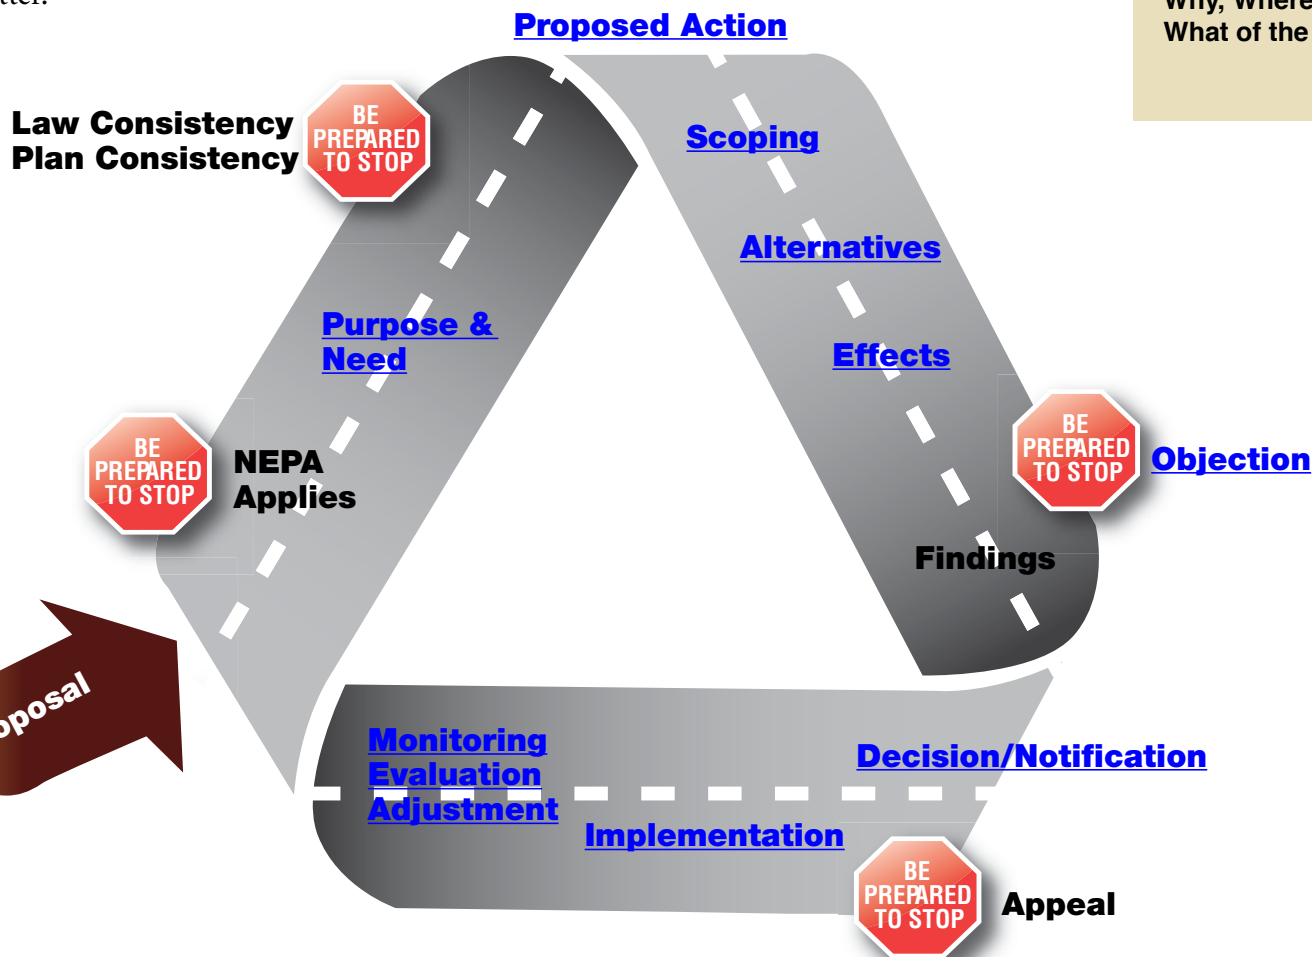 Why, Where
What of the
Proposed Action
Law Consistency
Plan Consistency
BE
PREPARED
TO STOP
Scoping
Alternatives
Purpose &
Need
Effects
BE
PREPARED
TO STOP
NEPA
Applies
BE
PREPARED
TO STOP
Objection
Findings
Monitoring
Evaluation
Adjustment
Decision/Notification
Implementation
BE
PREPARED
TO STOP
Appeal